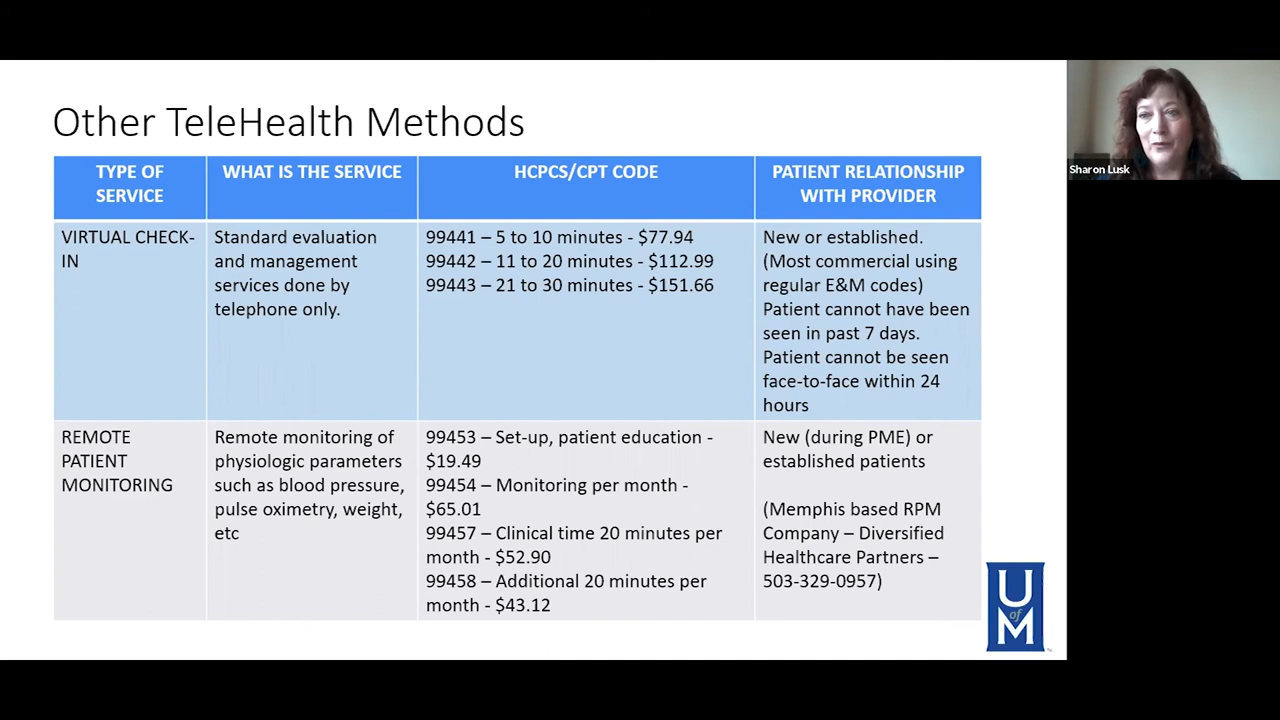 Other TeleHealth Methods
TYPE OF
SERVICE
WHAT IS THE SERVICE
HCPCS/CPT CODE
PATIENT RELATIONSHIP
WITH PROVIDER
VIRTUAL CHECK-
IN
Standard evaluation
and management
services done by
telephone only.
99441 – 5 to 10 minutes - $77.94
99442 – 11 to 20 minutes - $112.99
99443 – 21 to 30 minutes - $151.66
New or established.
(Most commercial using
regular E&M codes)
Patient cannot have been
seen in past 7 days.
Patient cannot be seen
face-to-face within 24
hours
REMOTE
PATIENT
MONITORING
Remote monitoring of
physiologic parameters
such as blood pressure,
pulse oximetry, weight,
etc
99453 – Set-up, patient education -
$19.49
99454 – Monitoring per month -
$65.01
99457 – Clinical time 20 minutes per
month - $52.90
99458 – Additional 20 minutes per
month - $43.12
New (during PME) or
established patients
(Memphis based RPM
Company – Diversified
Healthcare Partners –
503-329-0957)
Sharon Lusk
U
of
M